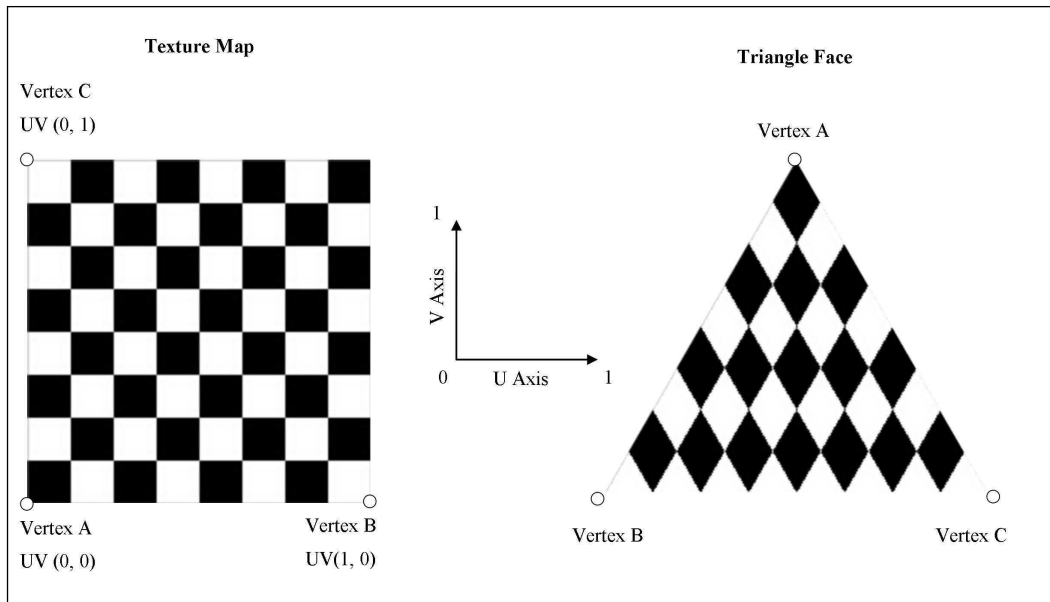 Texture Map
Vertex C
UV (0, 1)
Vertex A
UV (0, 0)
Vertex B
UV(1, 0)
1
V Axis
0
U Axis
1
Triangle Face
Vertex A
Vertex B
Vertex C